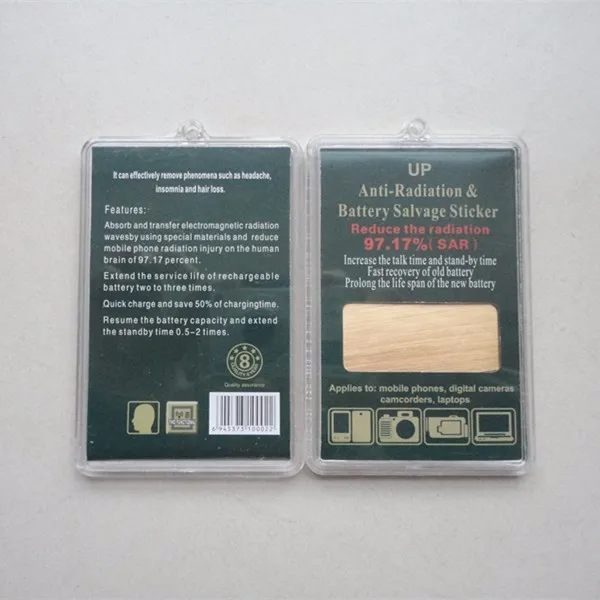 It can effectively remove phenomena such as headache,
insomnia and hair loss.
Features:
Absorb and transfer electromagnetic radiation
wavesby using special materials and reduce
mobile phone radiation injury on the human
brain of 97.17 percent.
Extend the service life of rechargeable
battery two to three times.
Quick charge and save 50% of chargingtime.
Resume the battery capacity and extend
the standby time 0.5-2 times.
8
Quality assurance
6 945373 100022
UP
Anti-Radiation &
Battery Salvage Sticker
Reduce the radiation
97.17%( SAR )
Increase the talk time and stand-by time
Fast recovery of old battery
Prolong the life span of the new battery
Applies to: mobile phones, digital cameras
camcorders, laptops